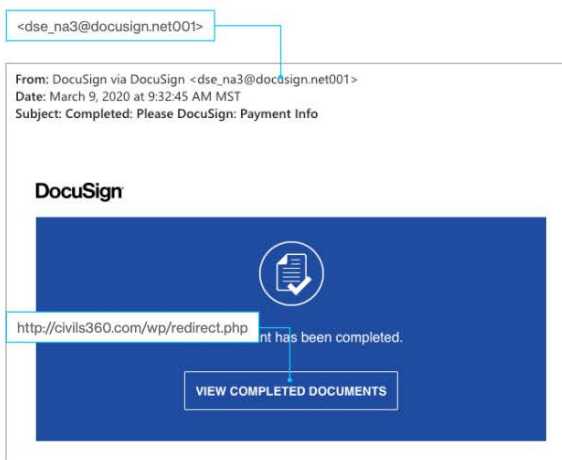 <dse_na3@docusign.net001>
From: DocuSign via DocuSign <dse_na3@docusign.net001>
Date: March 9, 2020 at 9:32:45 AM MST
Subject: Completed: Please DocuSign: Payment Info
DocuSign
http://civils360.com/wp/redirect.php
has been completed.
VIEW COMPLETED DOCUMENTS